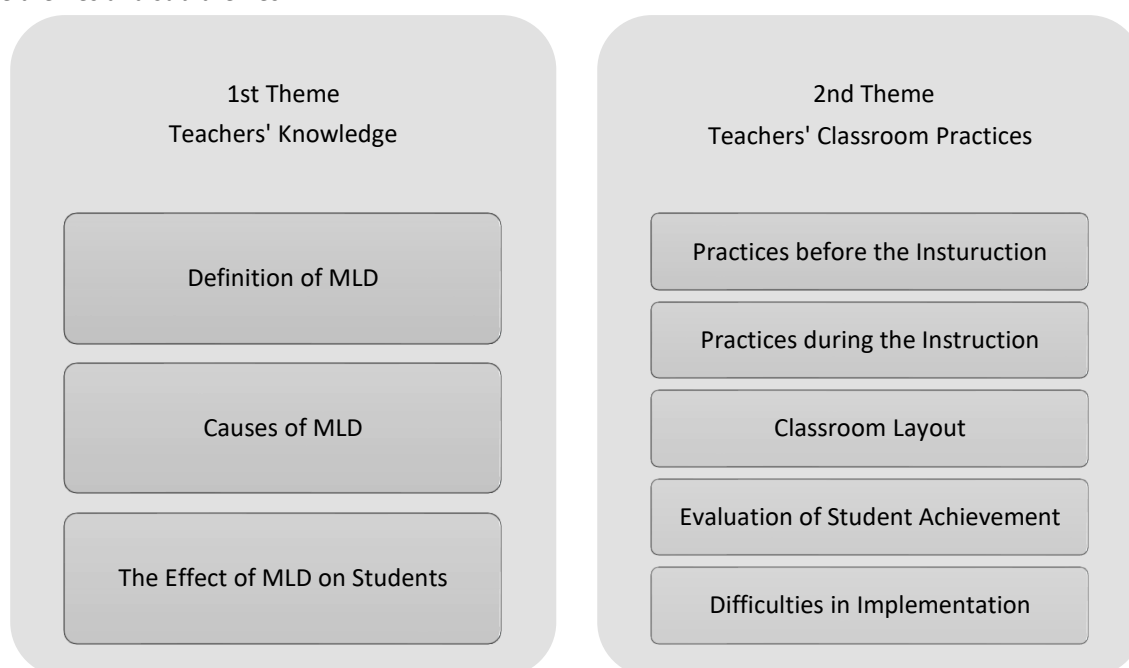 1st Theme
Teachers' Knowledge
Definition of MLD
Causes of MLD
The Effect of MLD on Students
2nd Theme
Teachers' Classroom Practices
Practices before the Insturuction
Practices during the Instruction
Classroom Layout
Evaluation of Student Achievement
Difficulties in Implementation